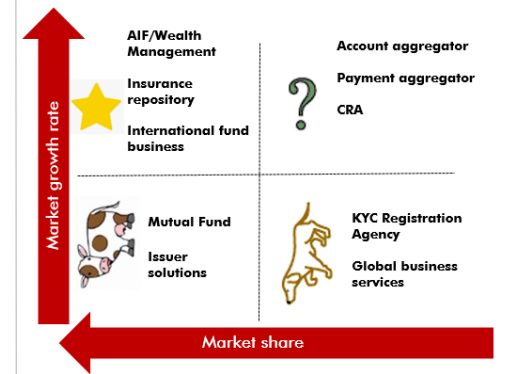 Market growth rate
AIF/Wealth
Management
Insurance
repository
International fund
business
?
Account aggregator
Payment aggregator
CRA
Mutual Fund
Issuer
solutions
KYC Registration
Agency
Global business
services
Market share